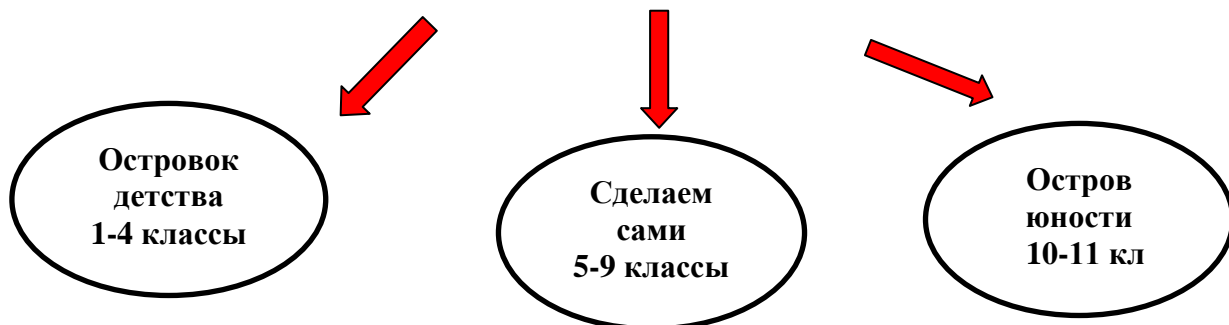 Островок
детства
1-4 классы
Сделаем
сами
5-9 классы
Остров
юности
10-11 кл